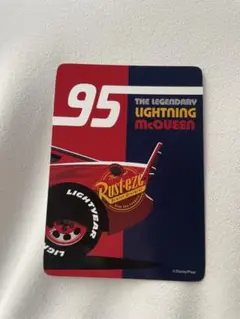 95
THE LEGENDARY
LIGHTNING
McQUEEN
Rust-eze
LIGHTYEAR
©Disney/Pixar